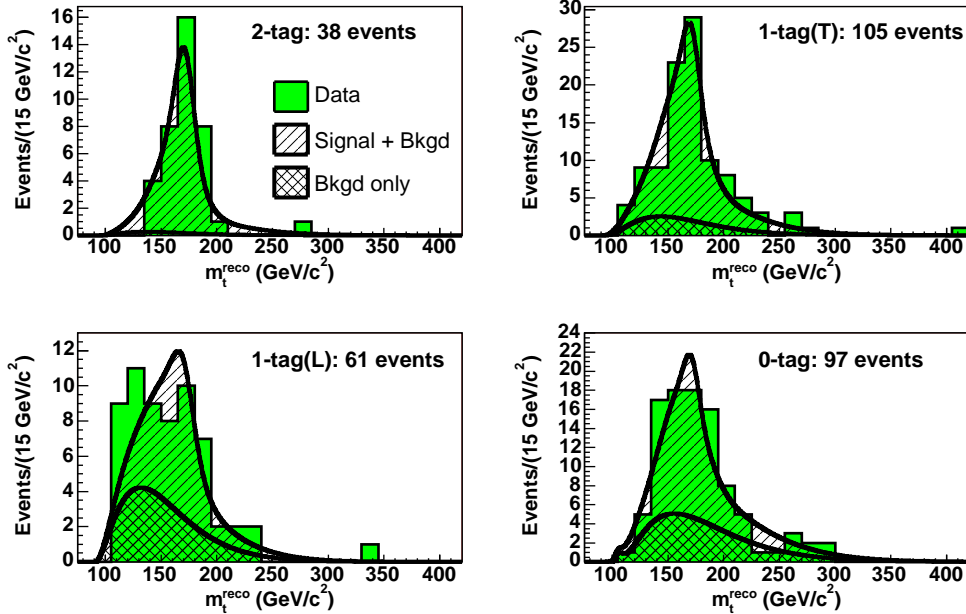 2-tag: 38 events
Data
Signal + Bkgd
Bkgd only
Events/(15 GeV/c²)
16
14
12
10
8
6
4
2
0
100 150 200 250 300 350 400
m_t^reco (GeV/c²)
1-tag(T): 105 events
Events/(15 GeV/c²)
30
25
20
15
10
5
0
100 150 200 250 300 350 400
m_t^reco (GeV/c²)
1-tag(L): 61 events
Events/(15 GeV/c²)
12
10
8
6
4
2
0
100 150 200 250 300 350 400
m_t^reco (GeV/c²)
0-tag: 97 events
Events/(15 GeV/c²)
24
22
20
18
16
14
12
10
8
6
4
2
0
100 150 200 250 300 350 400
m_t^reco (GeV/c²)